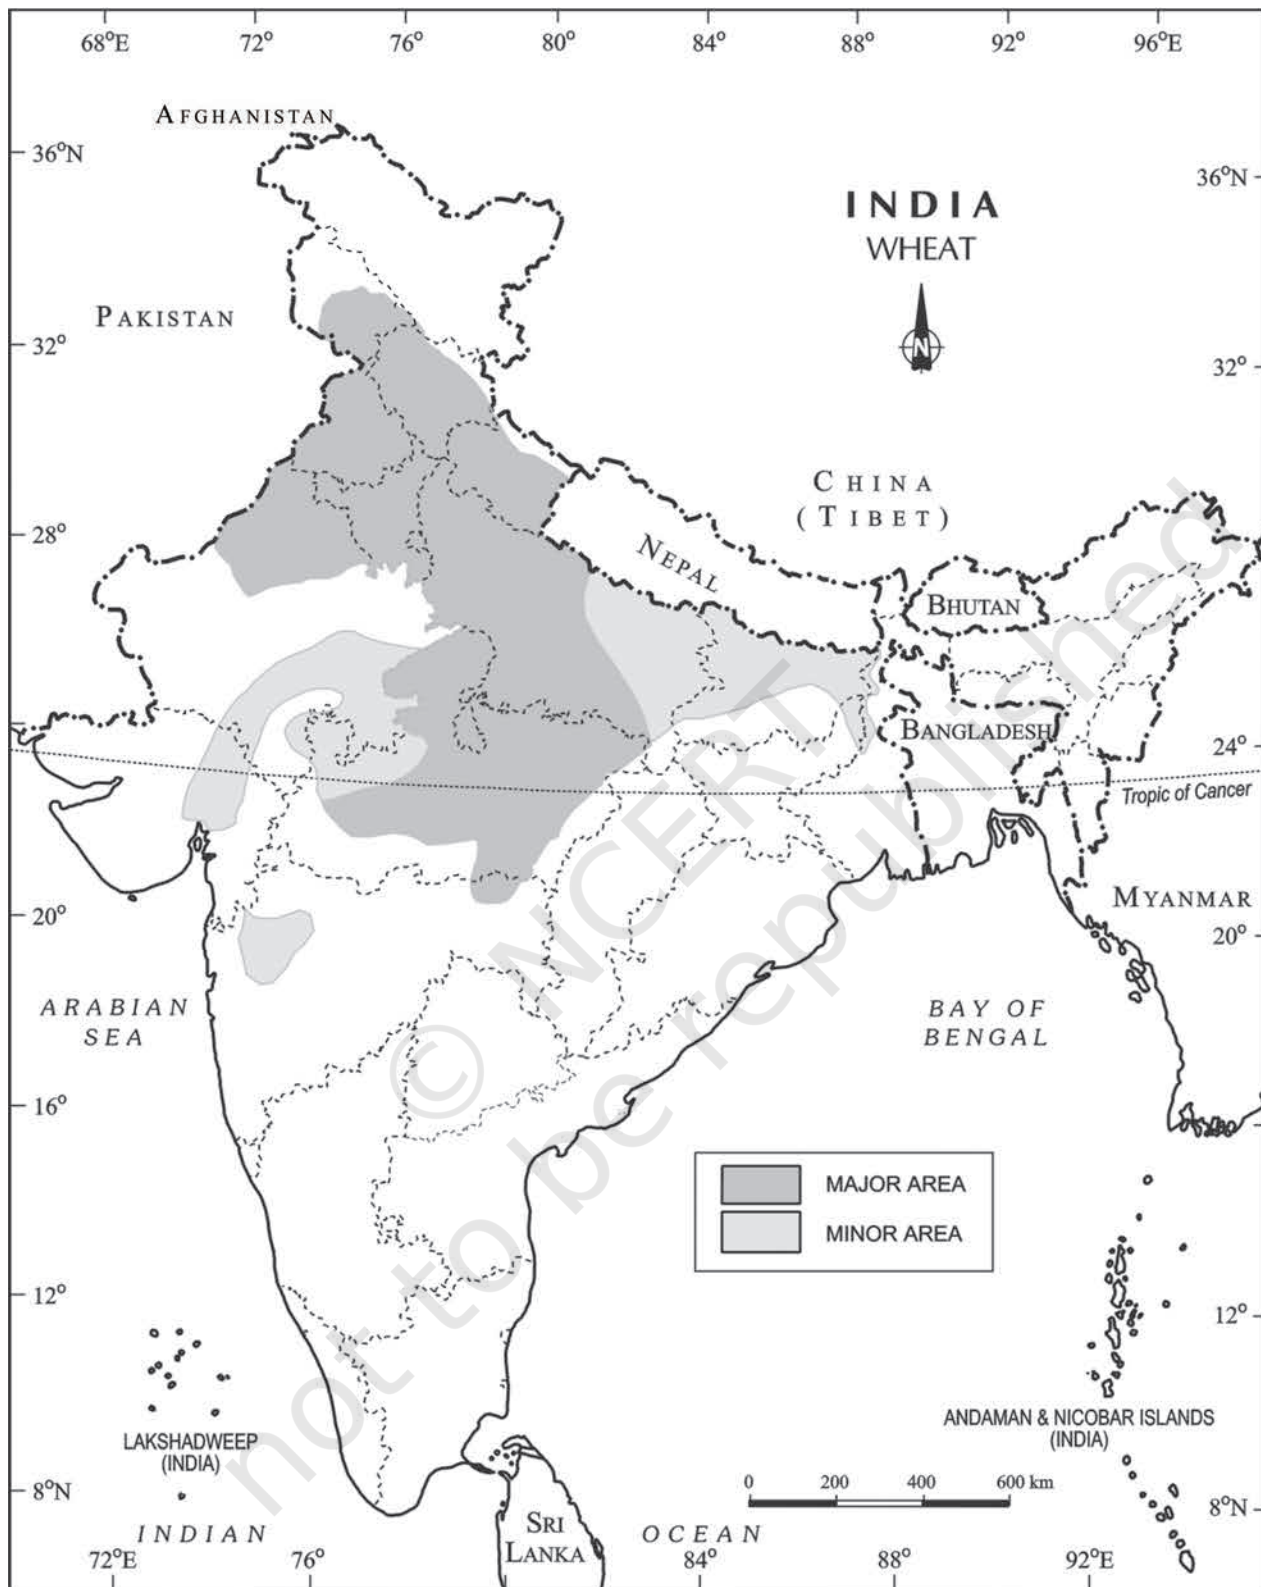 68°E 72° 76° 80° 84° 88° 92° 96°E
AFGHANISTAN
36°N
36°N
INDIA
WHEAT
N
PAKISTAN
32°
32°
CHINA
(TIBET)
28°
NEPAL
BHUTAN
BANGLADESH
24°
Tropic of Cancer
MYANMAR
20°
20°
ARABIAN
SEA
BAY OF
BENGAL
© NCERT
not to be republished
16°
MAJOR AREA
MINOR AREA
12°
12°
LAKSHADWEEP
(INDIA)
ANDAMAN & NICOBAR ISLANDS
(INDIA)
0 200 400 600 km
8°N
8°N
SRI
LANKA
INDIAN OCEAN
72°E 76° 84° 88° 92°E